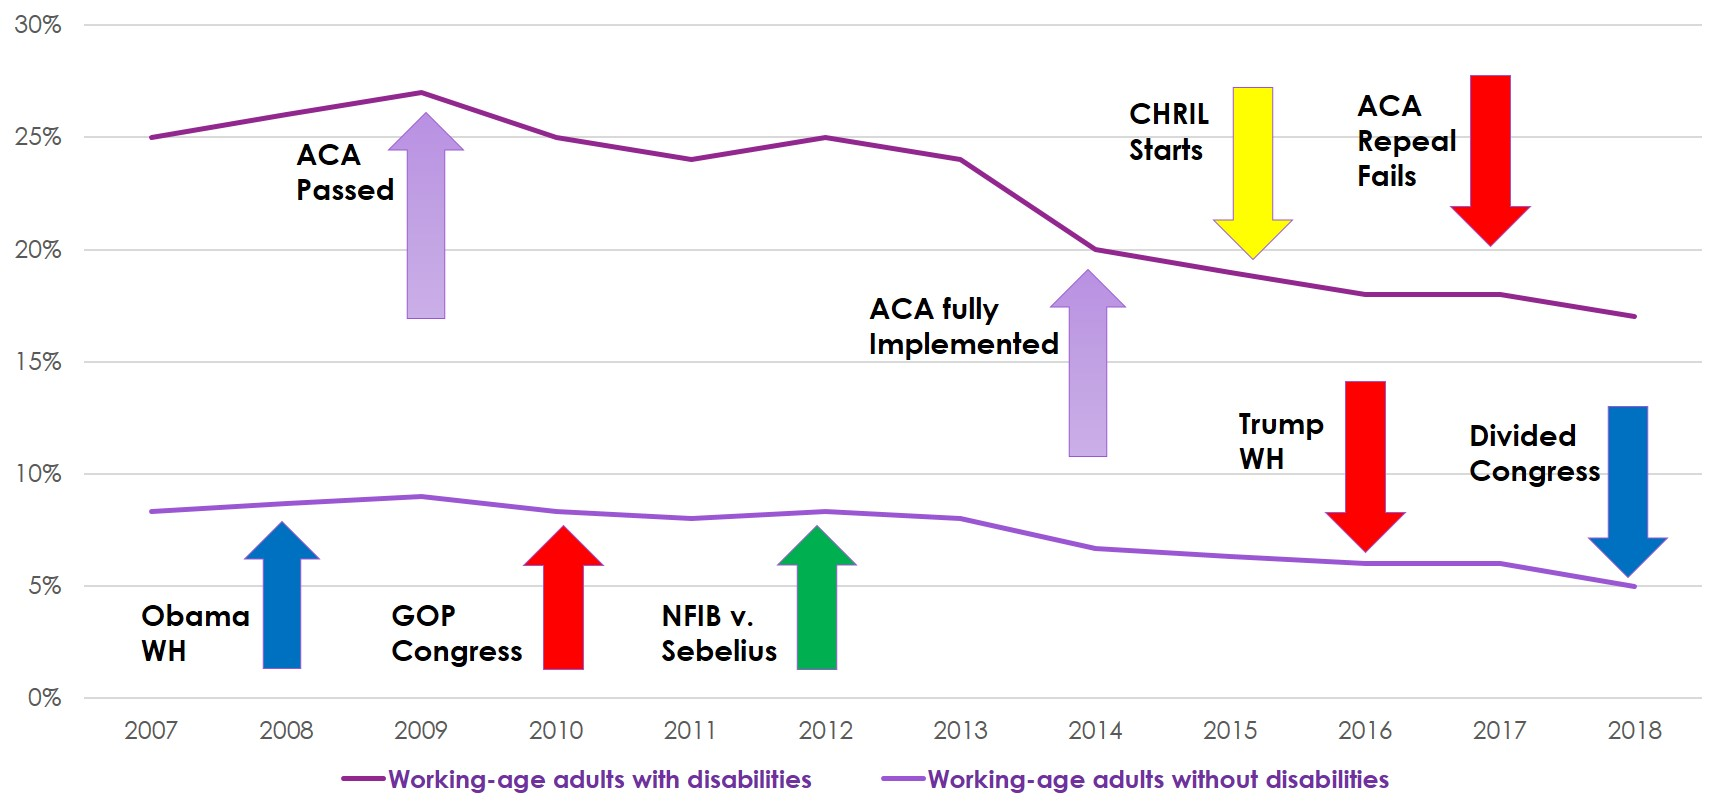 30%
25%
20%
15%
10%
5%
0%
ACA
Passed
CHRIL
Starts
ACA
Repeal
Fails
ACA fully
Implemented
Trump
WH
Divided
Congress
Obama
WH
GOP
Congress
NFIB v.
Sebelius
2007 2008 2009 2010 2011 2012 2013 2014 2015 2016 2017 2018
Working-age adults with disabilities Working-age adults without disabilities